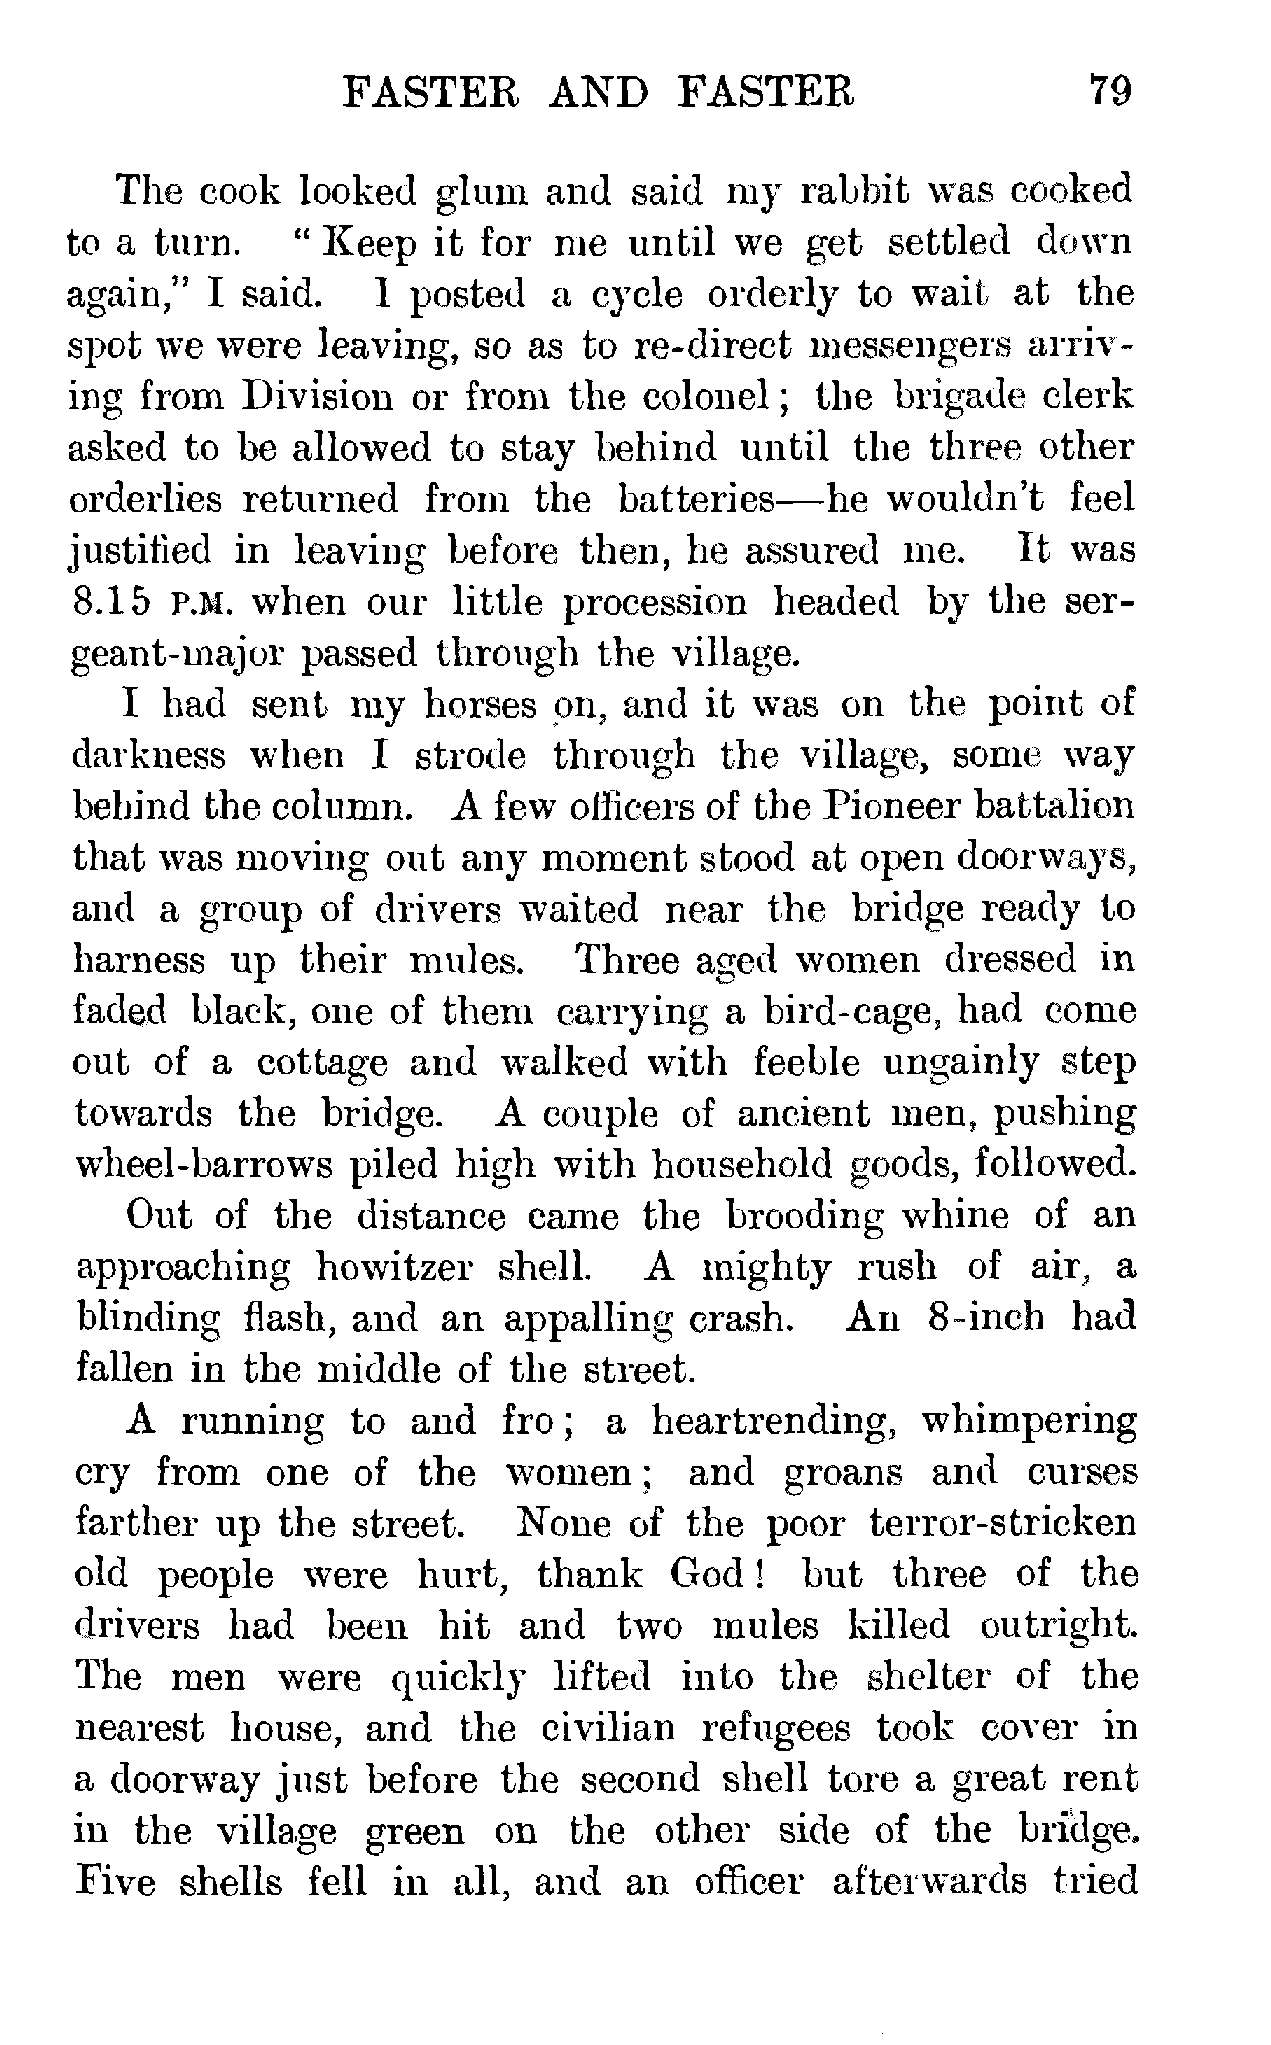 FASTER AND FASTER 79
The cook looked glum and said my rabbit was cooked
to a turn. “ Keep it for me until we get settled down
again,” I said. I posted a cycle orderly to wait at the
spot we were leaving, so as to re-direct messengers arriv-
ing from Division or from the colonel ; the brigade clerk
asked to be allowed to stay behind until the three other
orderlies returned from the batteries—he wouldn't feel
justified in leaving before then, he assured me. It was
8.15 P.M. when our little procession headed by the ser-
geant-major passed through the village.
I had sent my horses on, and it was on the point of
darkness when I strode through the village, some way
behind the column. A few officers of the Pioneer battalion
that was moving out any moment stood at open doorways,
and a group of drivers waited near the bridge ready to
harness up their mules. Three aged women dressed in
faded black, one of them carrying a bird-cage, had come
out of a cottage and walked with feeble ungainly step
towards the bridge. A couple of ancient men, pushing
wheel-barrows piled high with household goods, followed.
Out of the distance came the brooding whine of an
approaching howitzer shell. A mighty rush of air, a
blinding flash, and an appalling crash. An 8-inch had
fallen in the middle of the street.
A running to and fro ; a heartrending, whimpering
cry from one of the women ; and groans and curses
farther up the street. None of the poor terror-stricken
old people were hurt, thank God ! but three of the
drivers had been hit and two mules killed outright.
The men were quickly lifted into the shelter of the
nearest house, and the civilian refugees took cover in
a doorway just before the second shell tore a great rent
in the village green on the other side of the bridge.
Five shells fell in all, and an officer afterwards tried